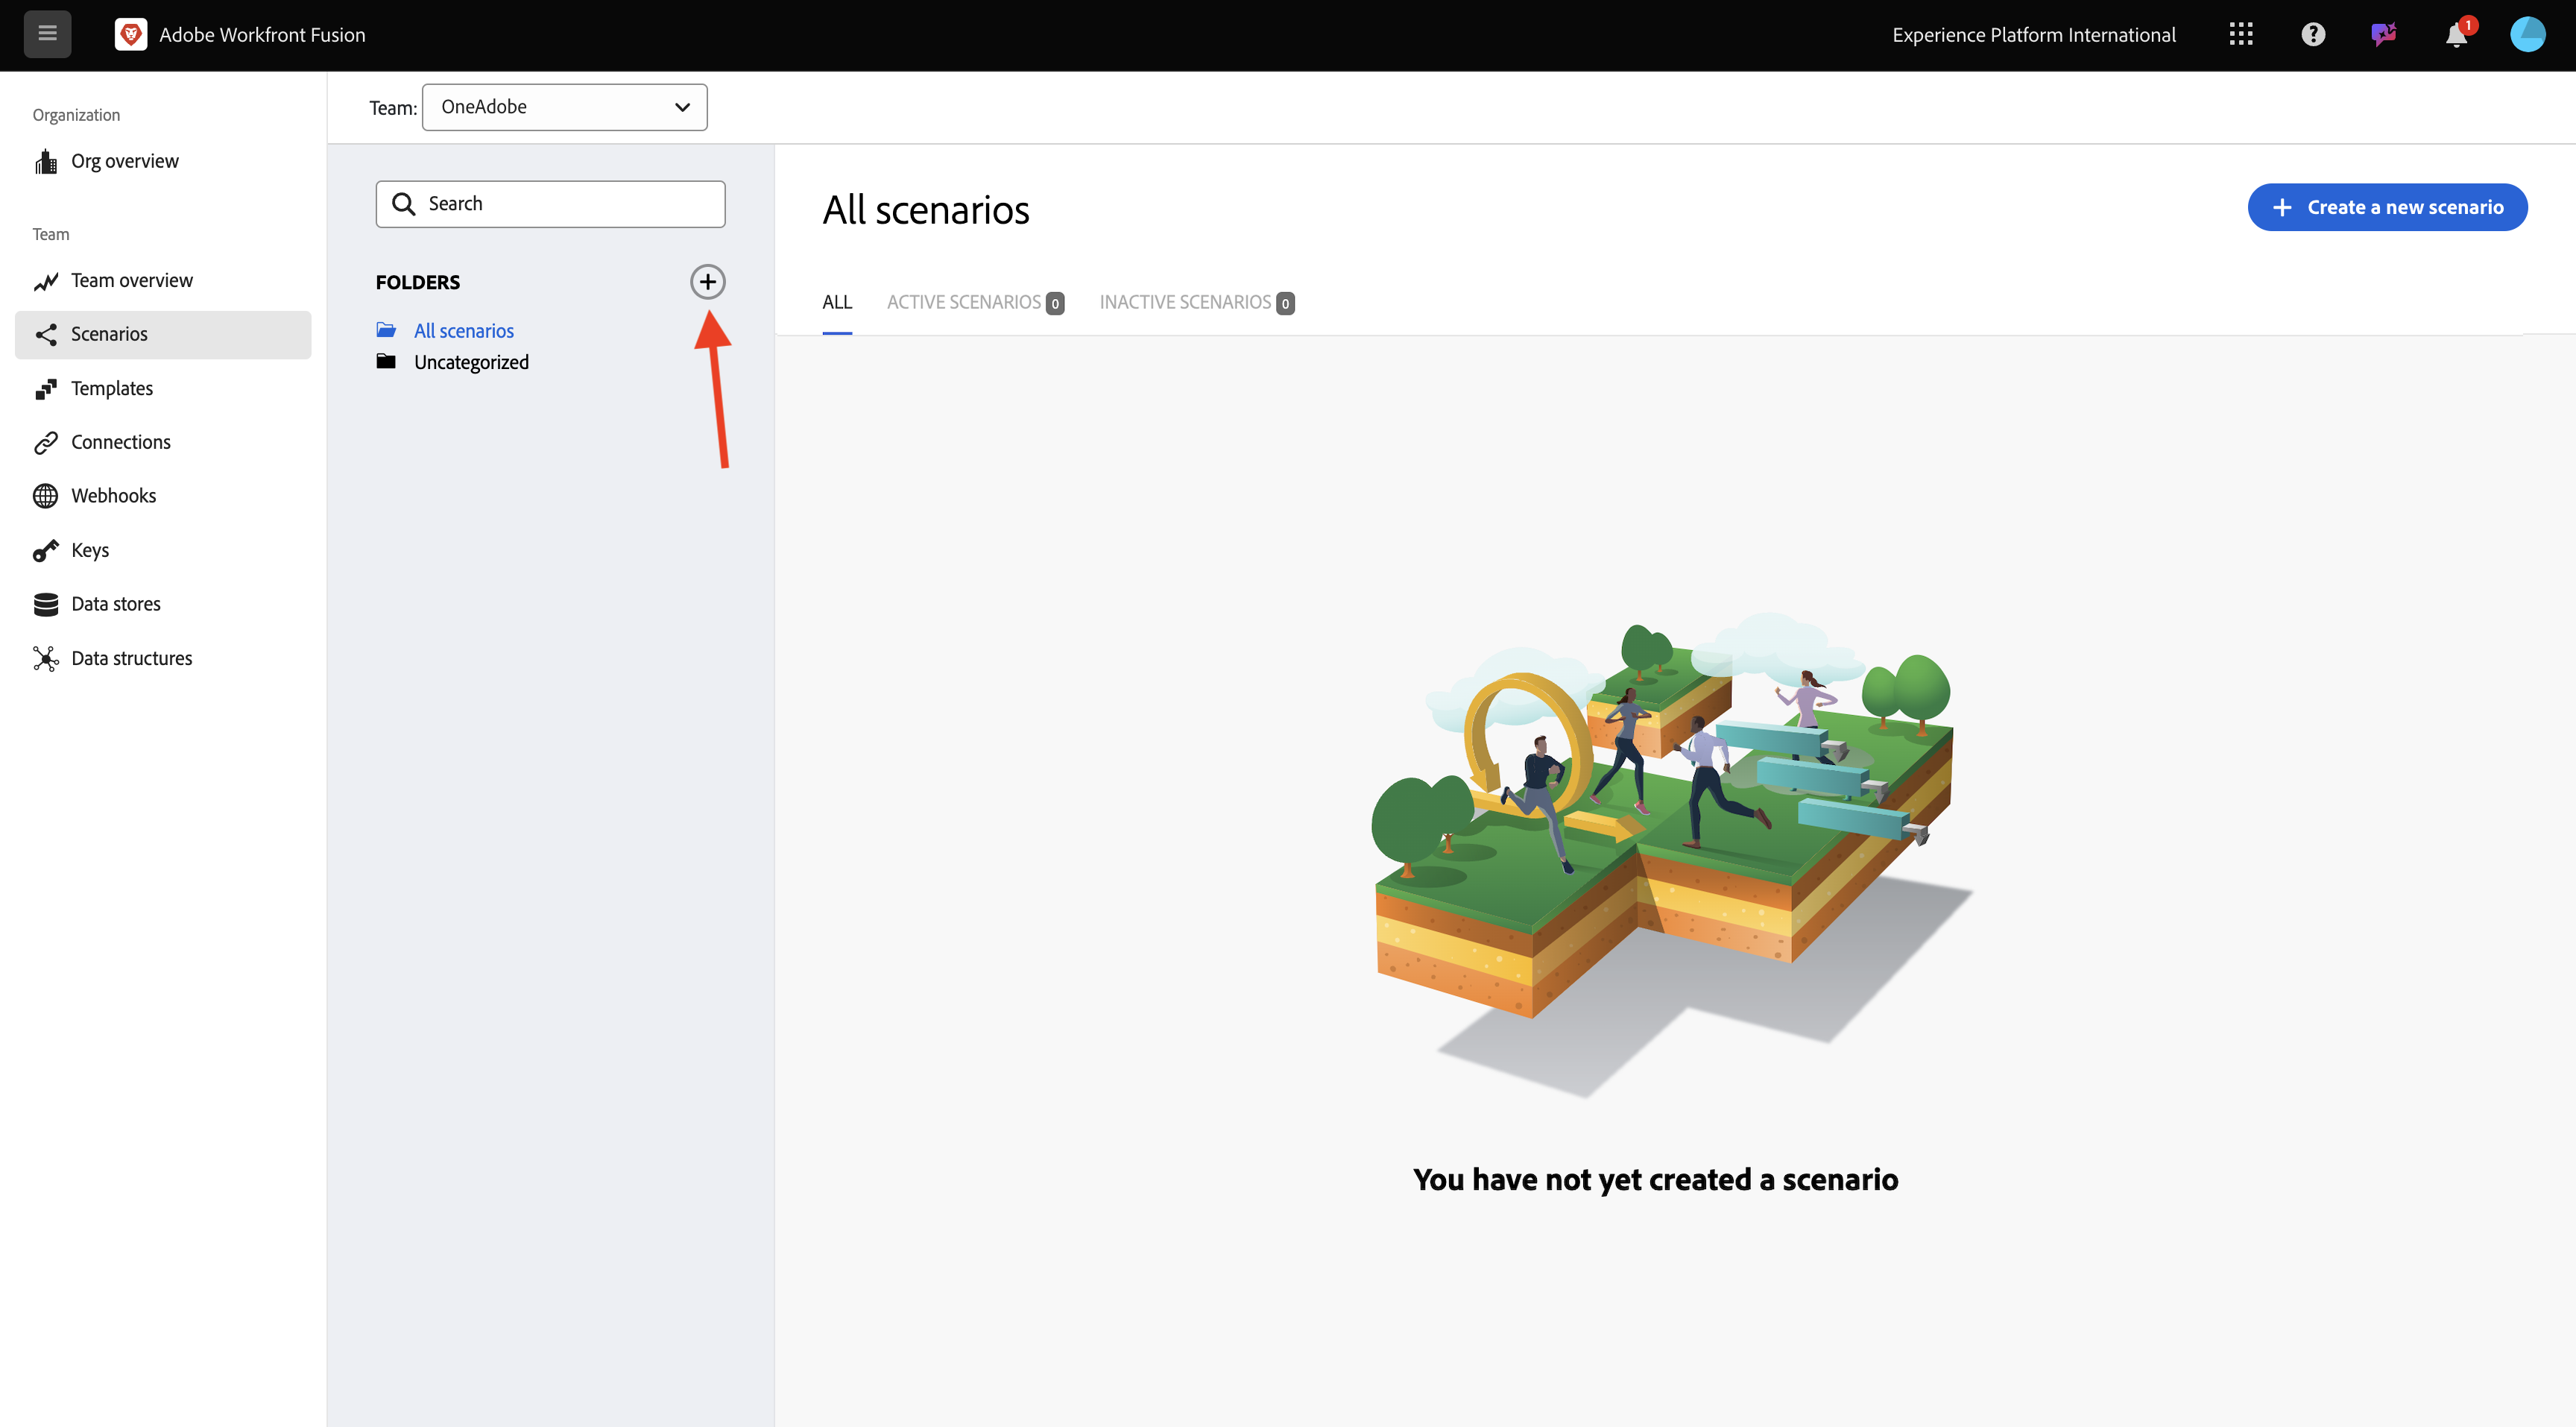 Adobe Workfront Fusion
Experience Platform International
1
Organization
Org overview
Team
Team overview
Scenarios
Templates
Connections
Webhooks
Keys
Data stores
Data structures
Team: OneAdobe
Search
FOLDERS
All scenarios
Uncategorized
All scenarios
Create a new scenario
ALL
ACTIVE SCENARIOS 0
INACTIVE SCENARIOS 0
You have not yet created a scenario